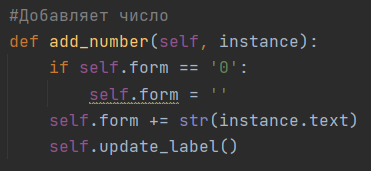 #Добавляет число
def add_number(self, instance):
    if self.form == '0':
        self.form = ''
    self.form += str(instance.text)
    self.update_label()